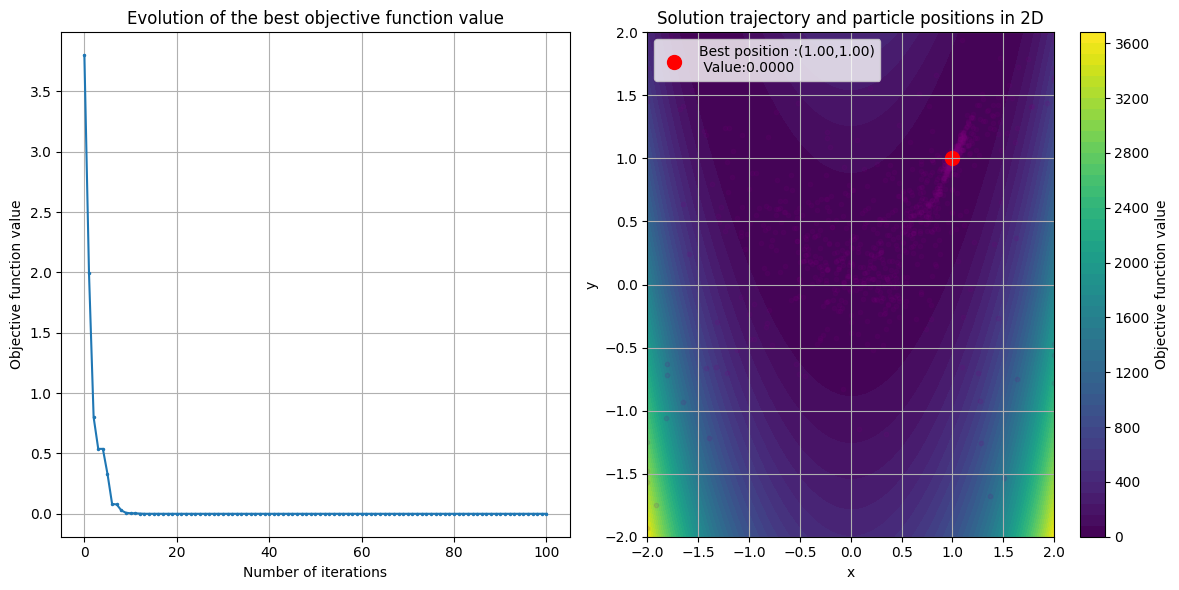 Evolution of the best objective function value
Objective function value
3.5
3.0
2.5
2.0
1.5
1.0
0.5
0.0
0 20 40 60 80 100
Number of iterations
Solution trajectory and particle positions in 2D
Best position :(1.00,1.00)
Value:0.0000
y
2.0
1.5
1.0
0.5
0.0
−0.5
−1.0
−1.5
−2.0
−2.0 −1.5 −1.0 −0.5 0.0 0.5 1.0 1.5 2.0
x
3600
3200
2800
2400
2000
1600
1200
800
400
0
Objective function value